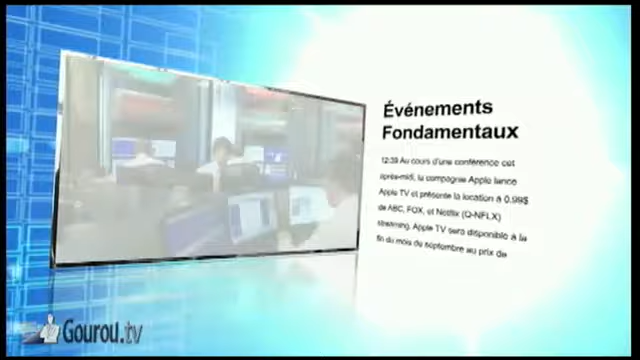 Événements
Fondamentaux
12:39 Au cours d'une conférence cet
après-midi, la compagnie Apple lance
Apple TV et présente la location à 0.99$
de ABC, FOX, et Netflix (Q-NFLX)
streaming. Apple TV sera disponible à la
fin du mois de septembre au prix de
Gourou.tv